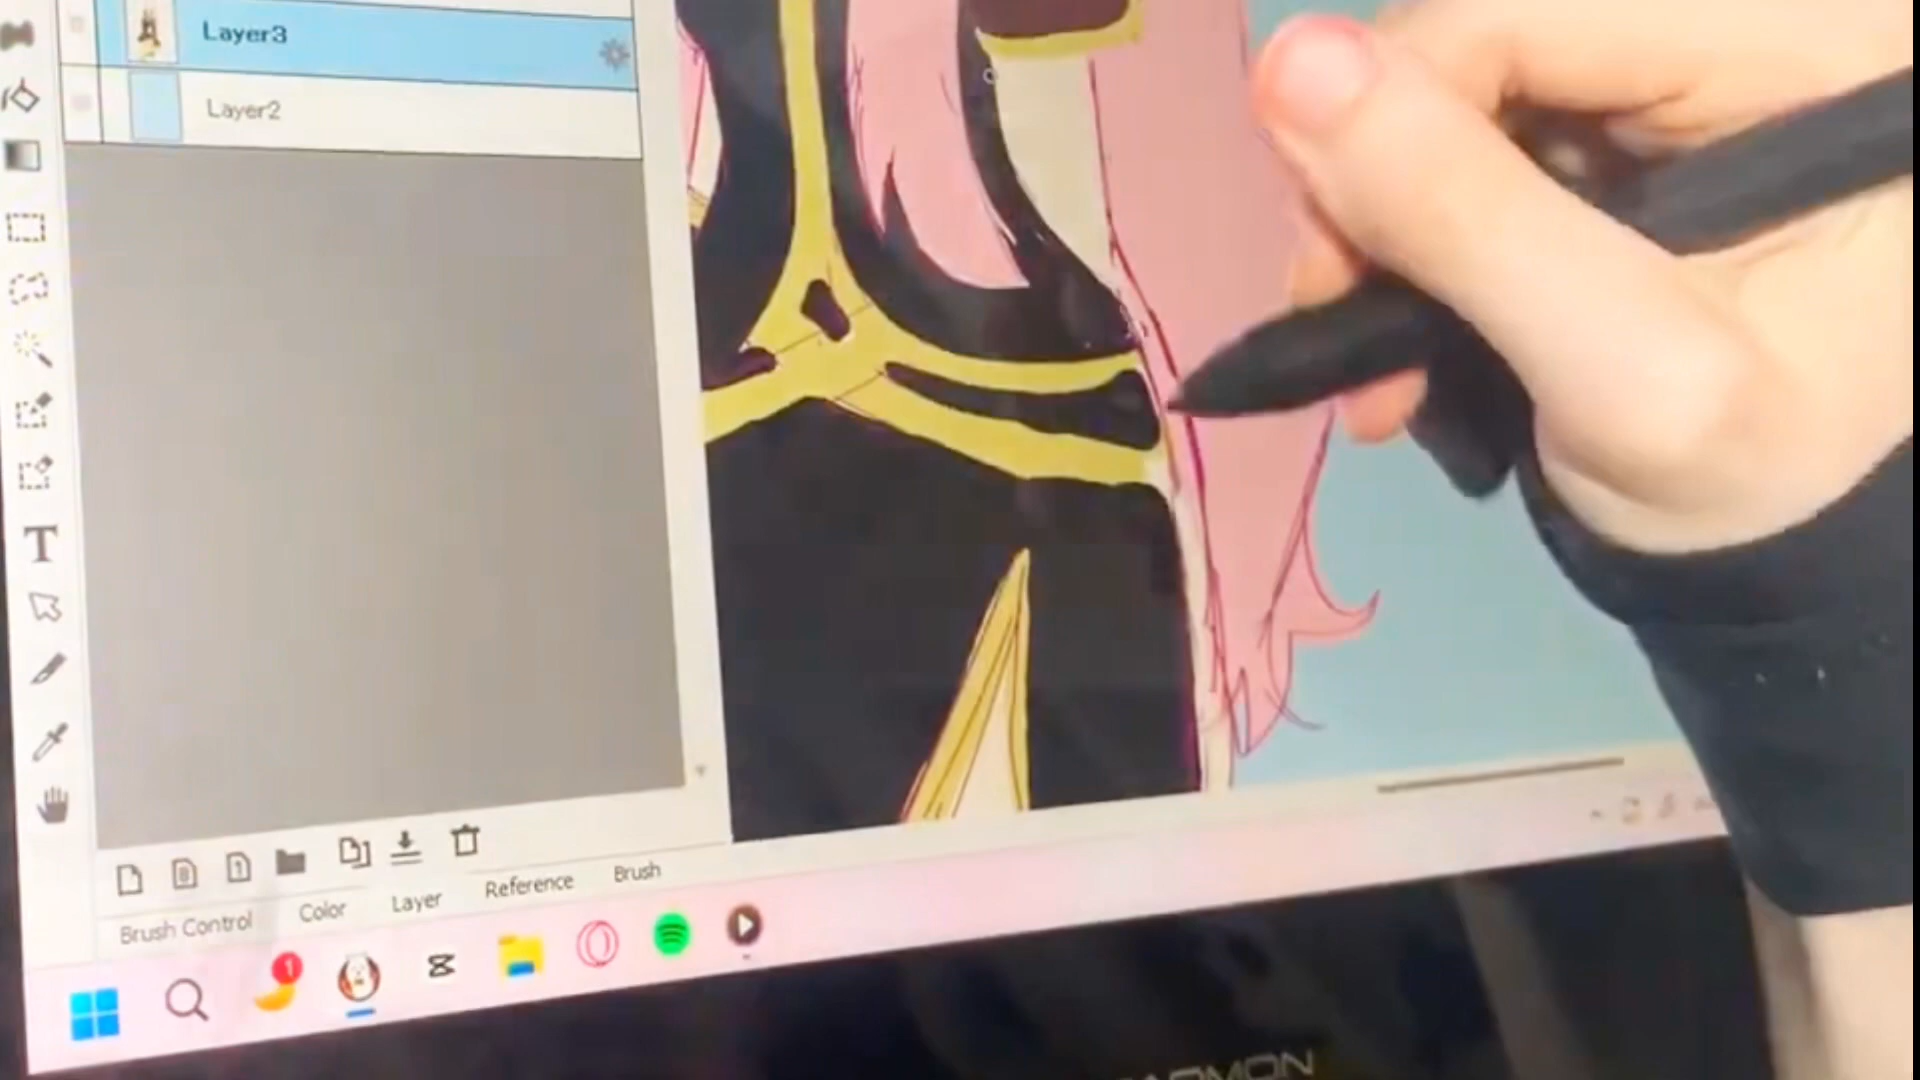 Layer3
Layer2
T
Brush Control
Color
Layer
Reference
Brush
1